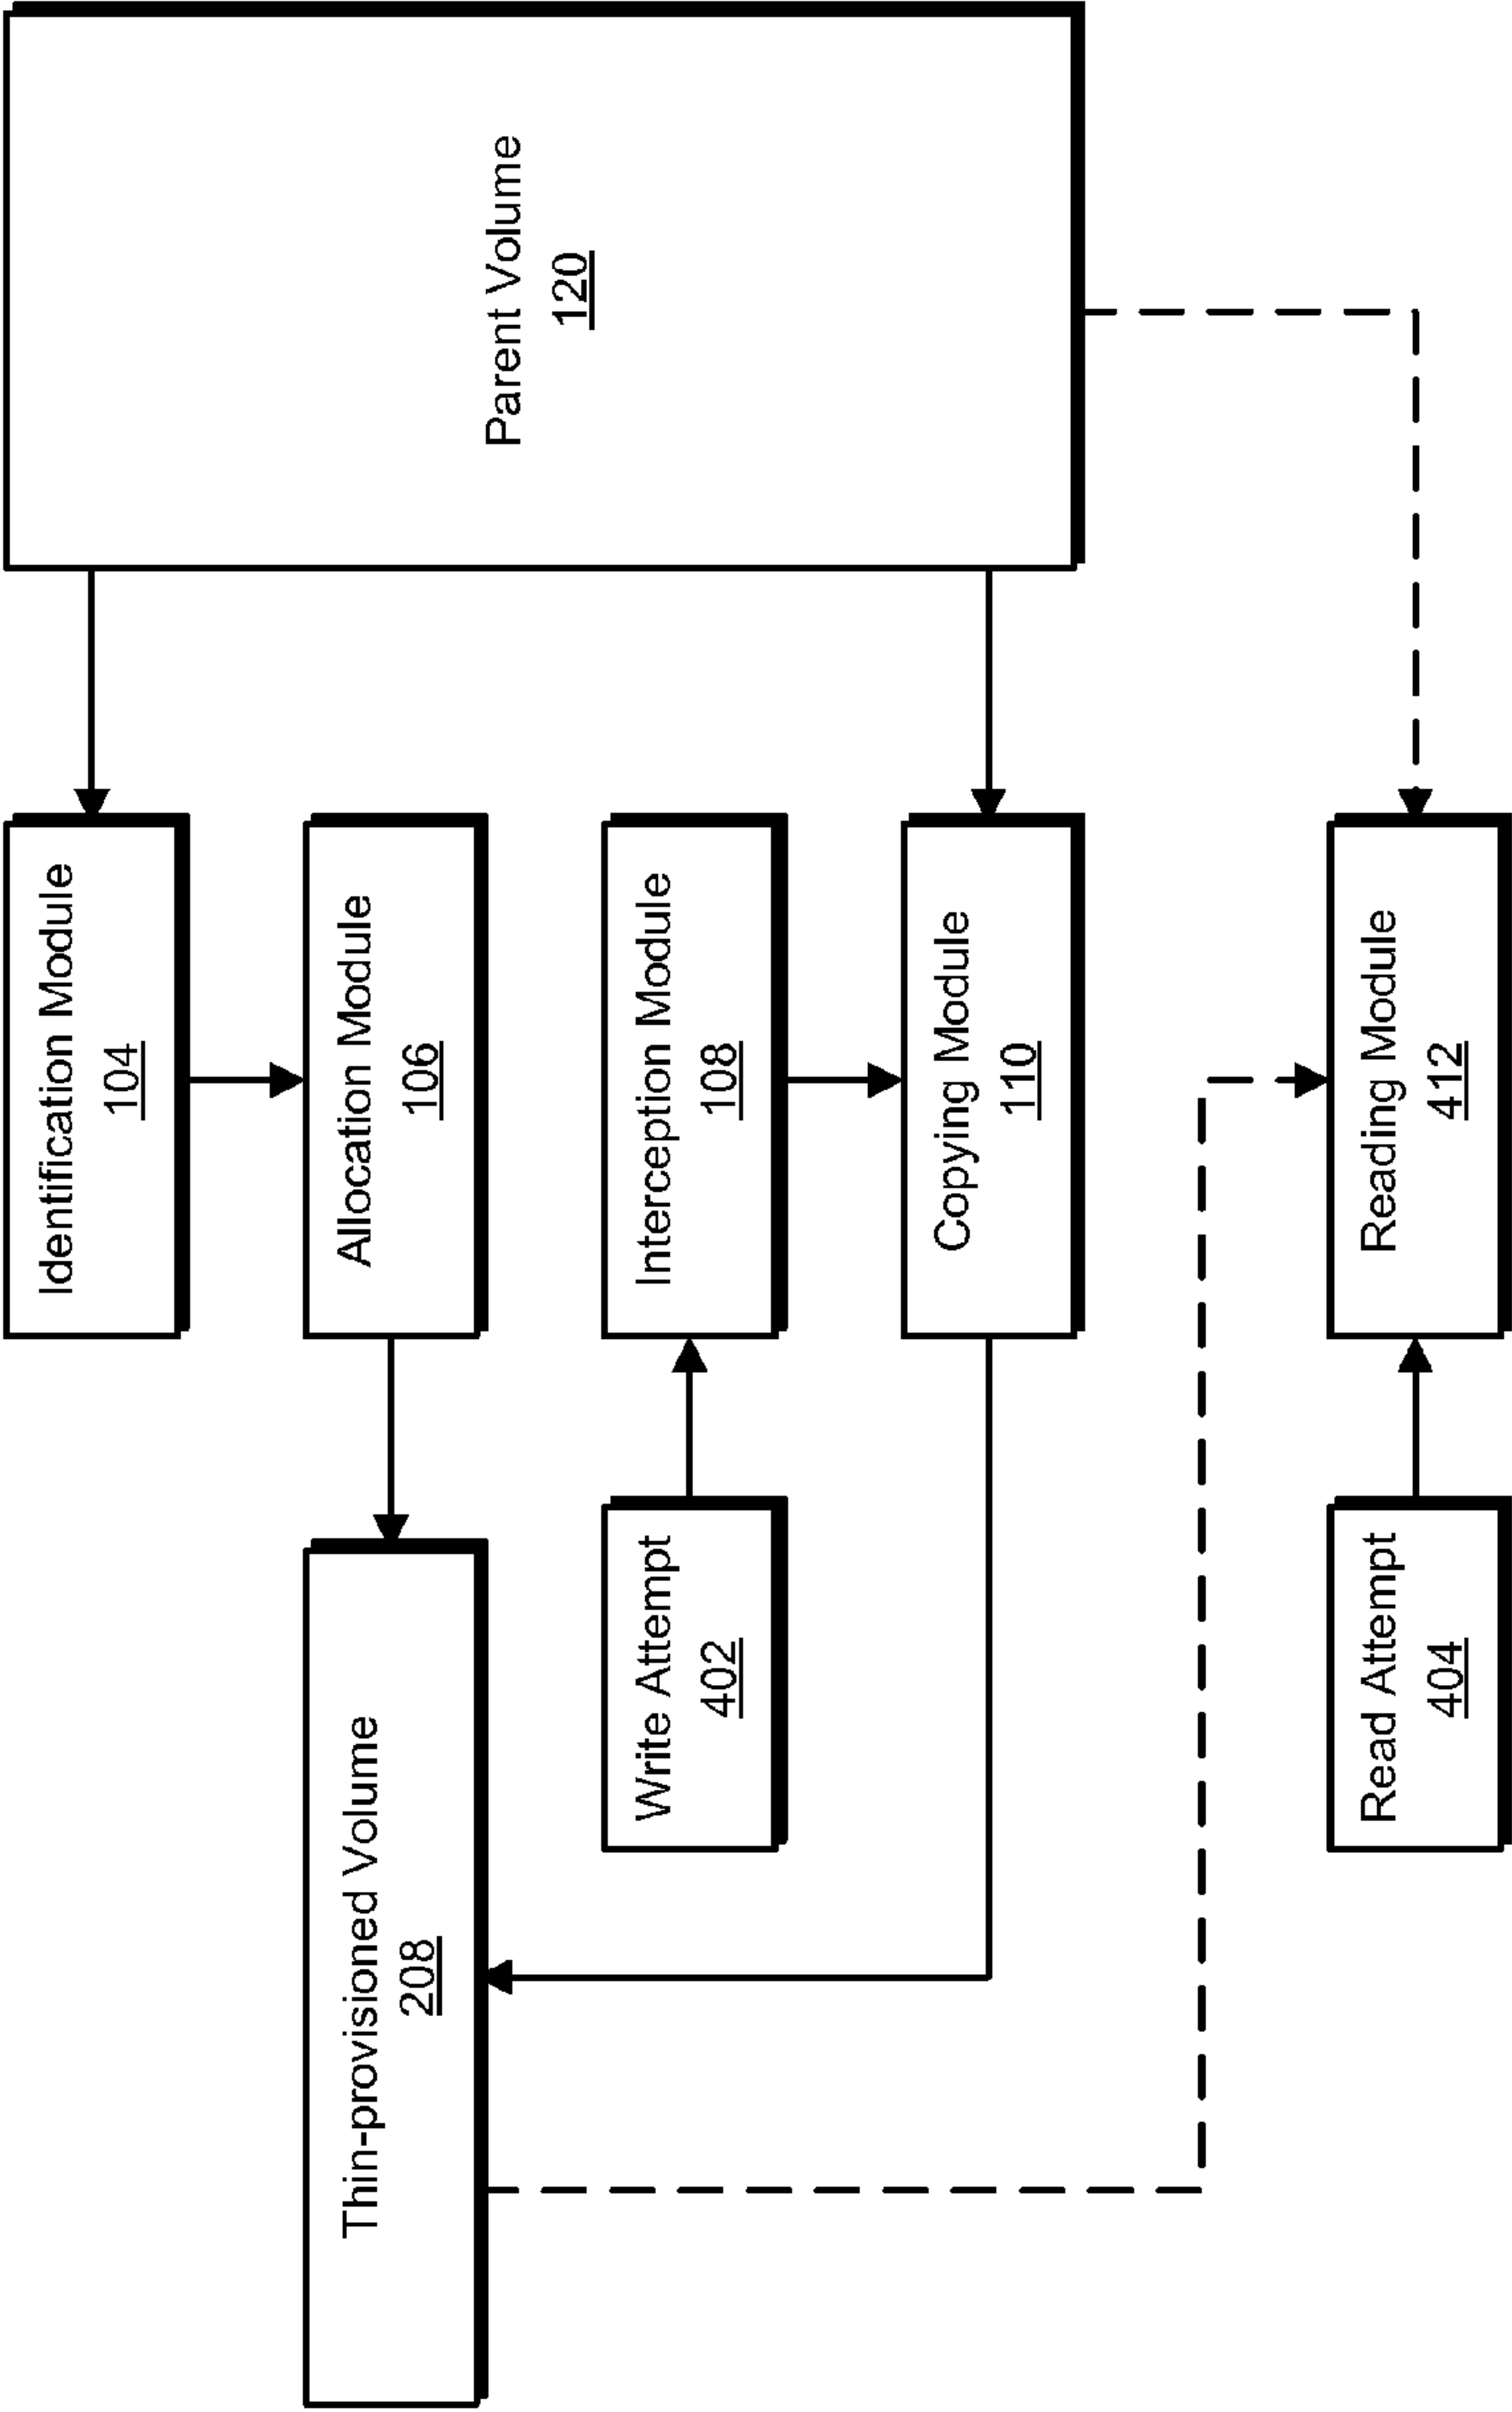 Identification Module
104
Thin-provisioned Volume
208
Allocation Module
106
Parent Volume
120
Write Attempt
402
Interception Module
108
Copying Module
110
Read Attempt
404
Reading Module
412